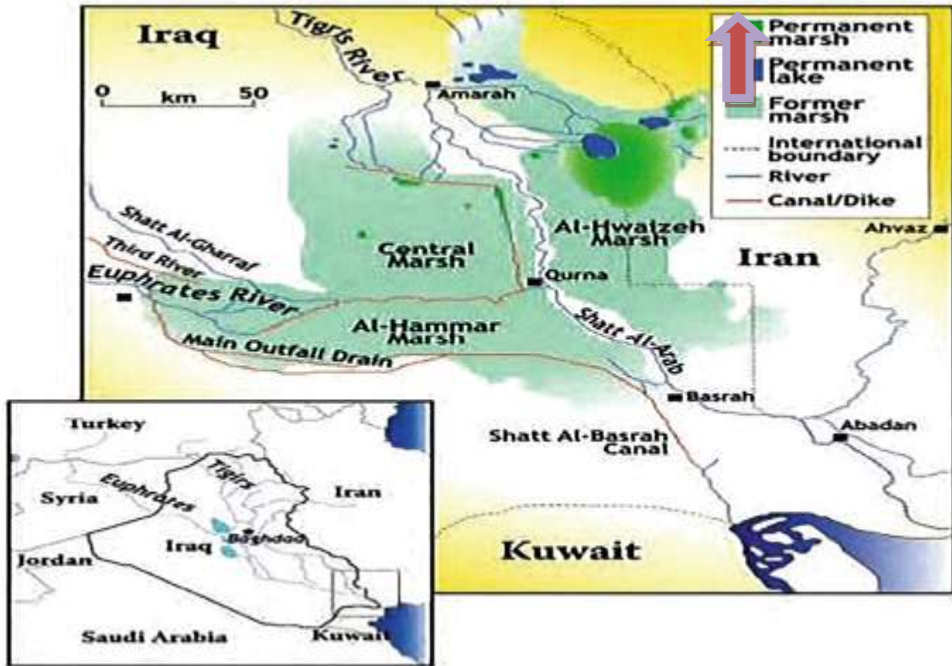 Iraq
Tigris River
0 50
km
Amarah
Permanent
marsh
Permanent
lake
Former
marsh
International
boundary
River
Canal/Dike
Ahvaz
Shatt Al-Gharraf
Third River
Euphrates River
Central
Marsh
Al-Hwaizeh
Marsh
Iran
Qurna
Al-Hammar
Marsh
Main Outfall Drain
Shatt Al-Arab
Basrah
Abadan
Shatt Al-Basrah
Canal
Kuwait
Turkey
Tigirs
Syria
Euphrates
Iran
Baghdad
Iraq
Jordan
Saudi Arabia
Kuwait